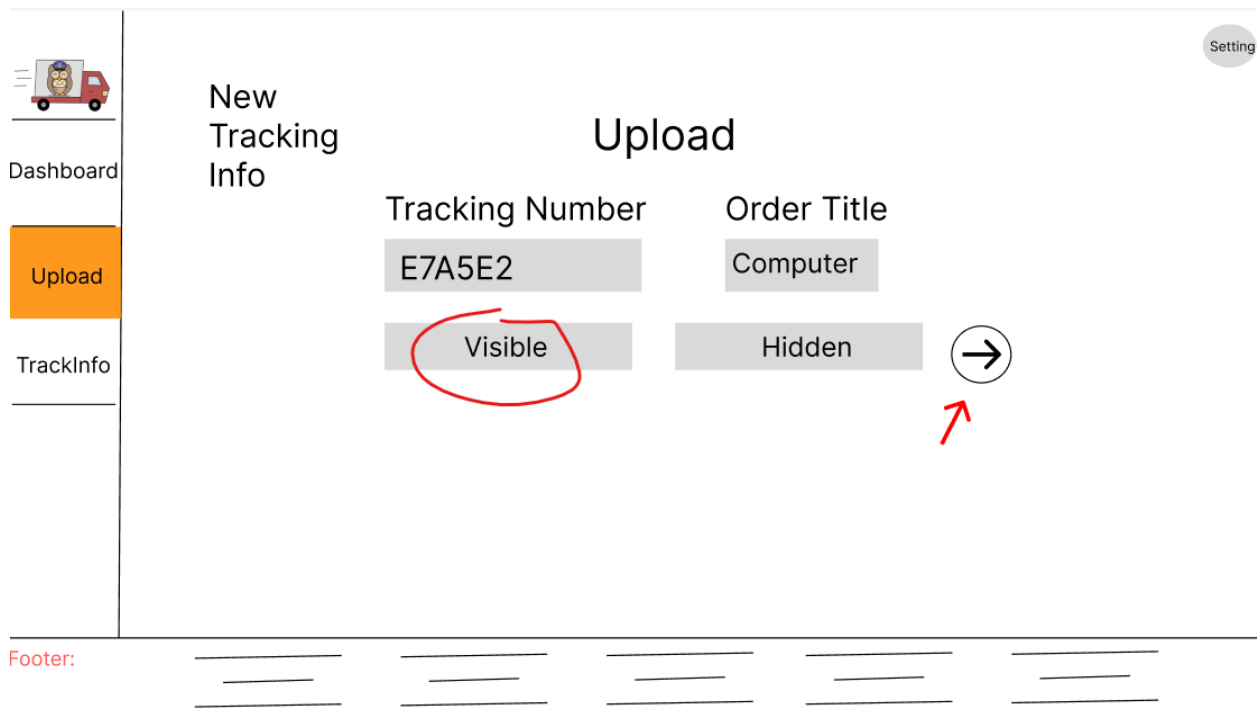 Setting
Dashboard
Upload
TrackInfo
New
Tracking
Info
Upload
Tracking Number
Order Title
E7A5E2
Computer
Visible
Hidden
Footer: